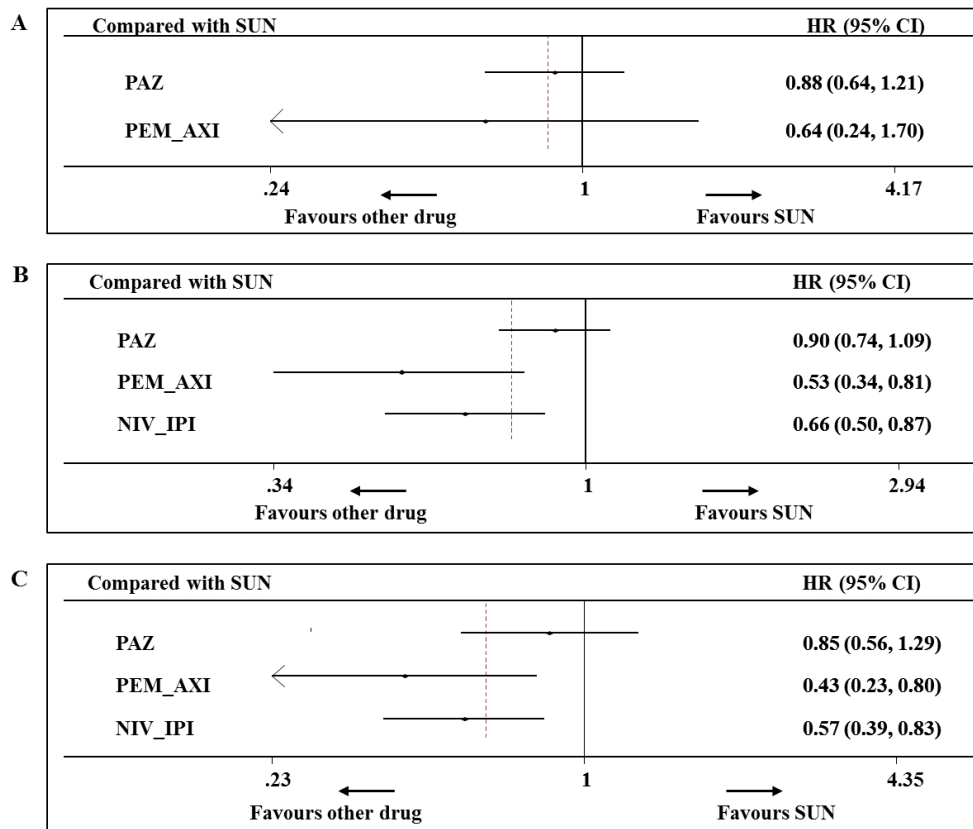 A
Compared with SUN HR (95% CI)
PAZ 0.88 (0.64, 1.21)
PEM_AXI 0.64 (0.24, 1.70)
.24 1 4.17
Favours other drug Favours SUN
B
Compared with SUN HR (95% CI)
PAZ 0.90 (0.74, 1.09)
PEM_AXI 0.53 (0.34, 0.81)
NIV_IPI 0.66 (0.50, 0.87)
.34 1 2.94
Favours other drug Favours SUN
C
Compared with SUN HR (95% CI)
PAZ 0.85 (0.56, 1.29)
PEM_AXI 0.43 (0.23, 0.80)
NIV_IPI 0.57 (0.39, 0.83)
.23 1 4.35
Favours other drug Favours SUN